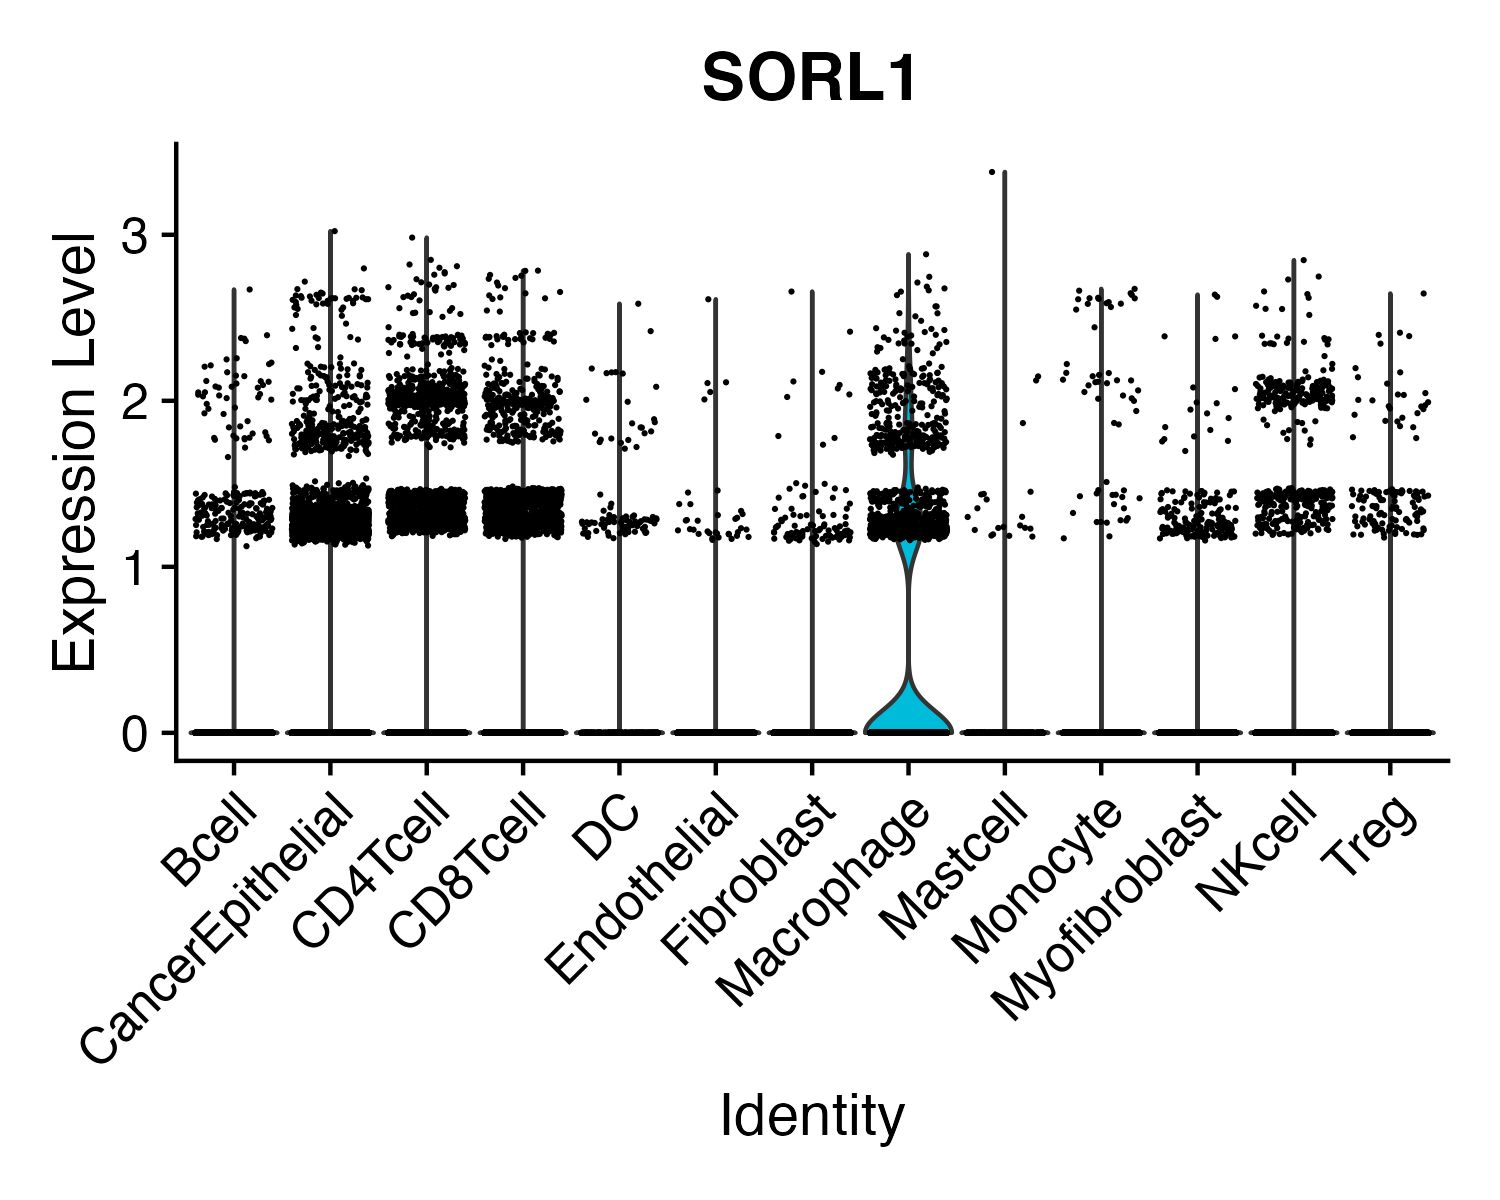 SORL1
Expression Level
3
2
1
0
Bcell
CancerEpithelial
CD4Tcell
CD8Tcell
DC
Endothelial
Fibroblast
Macrophage
Mastcell
Monocyte
Myofibroblast
NKcell
Treg
Identity